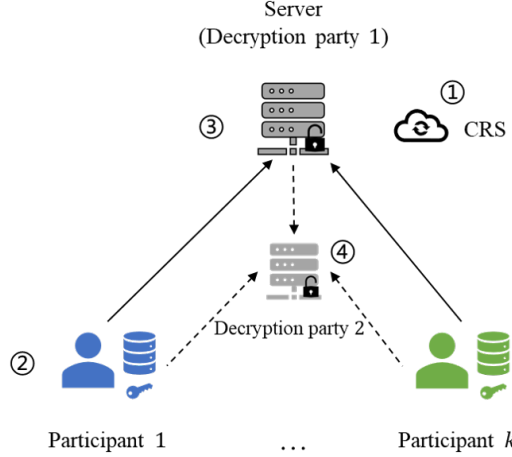 Server
(Decryption party 1)
①
③
CRS
④
Decryption party 2
②
Participant 1
...
Participant k